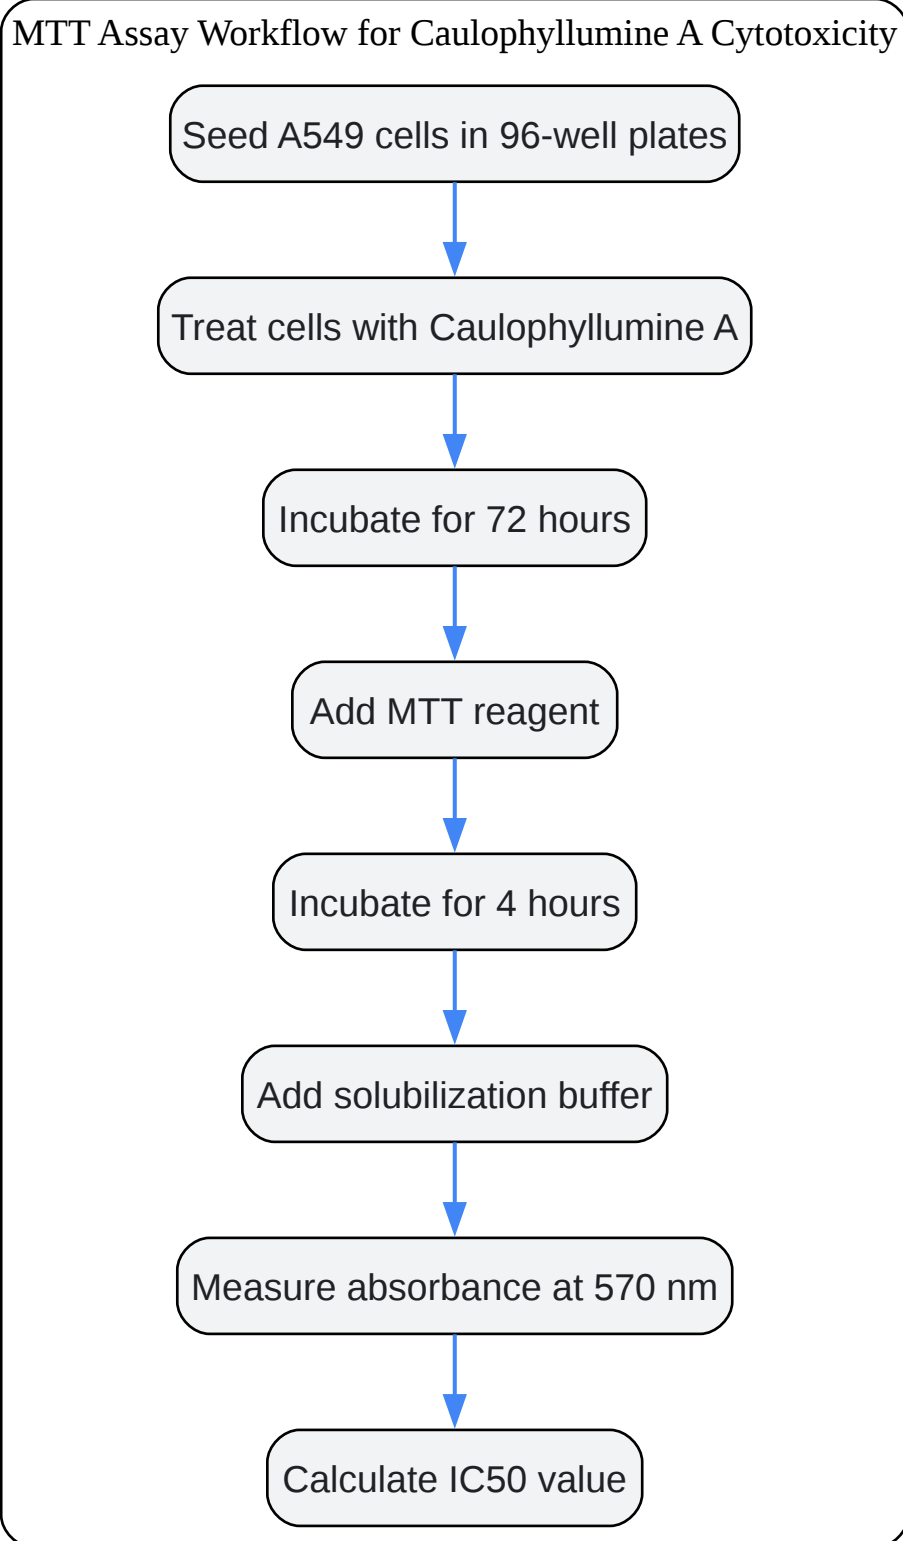 MTT Assay Workflow for Caulophyllumine A Cytotoxicity
Seed A549 cells in 96-well plates
Treat cells with Caulophyllumine A
Incubate for 72 hours
Add MTT reagent
Incubate for 4 hours
Add solubilization buffer
Measure absorbance at 570 nm
Calculate IC50 value